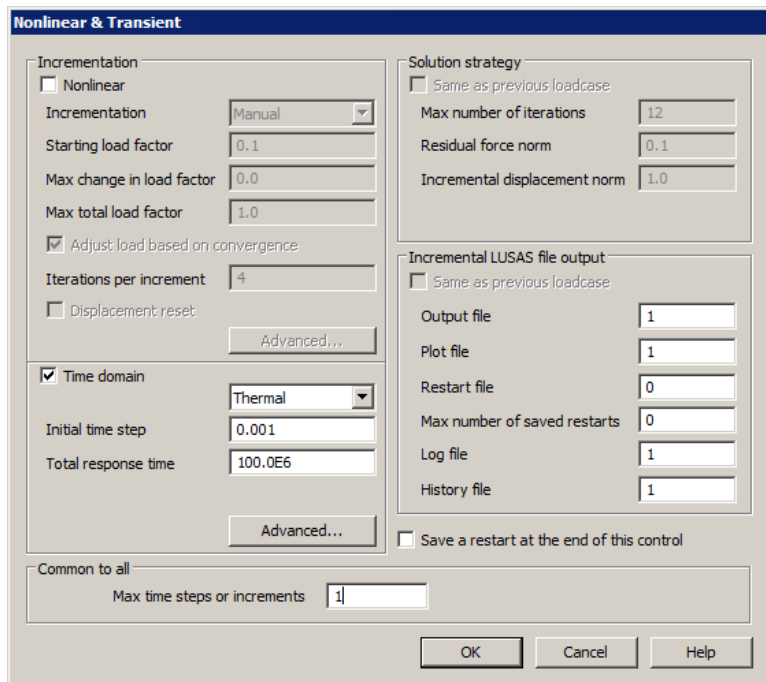 Nonlinear & Transient
Incrementation
Nonlinear
Incrementation Manual
Starting load factor 0.1
Max change in load factor 0.0
Max total load factor 1.0
Adjust load based on convergence
Iterations per increment 4
Displacement reset
Advanced...
Time domain
Thermal
Initial time step 0.001
Total response time 100.0E6
Advanced...
Solution strategy
Same as previous loadcase
Max number of iterations 12
Residual force norm 0.1
Incremental displacement norm 1.0
Incremental LUSAS file output
Same as previous loadcase
Output file 1
Plot file 1
Restart file 0
Max number of saved restarts 0
Log file 1
History file 1
Save a restart at the end of this control
Common to all
Max time steps or increments 1
OK Cancel Help